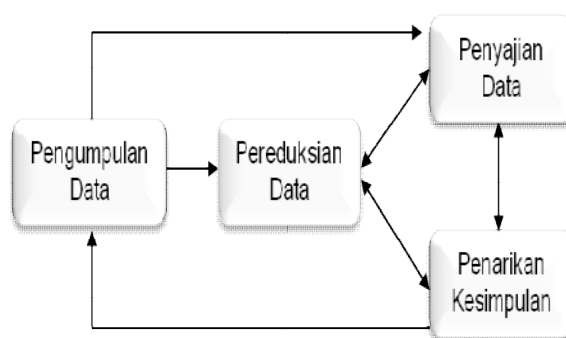 Penyajian
Data
Pengumpulan
Data
Pereduksian
Data
Penarikan
Kesimpulan